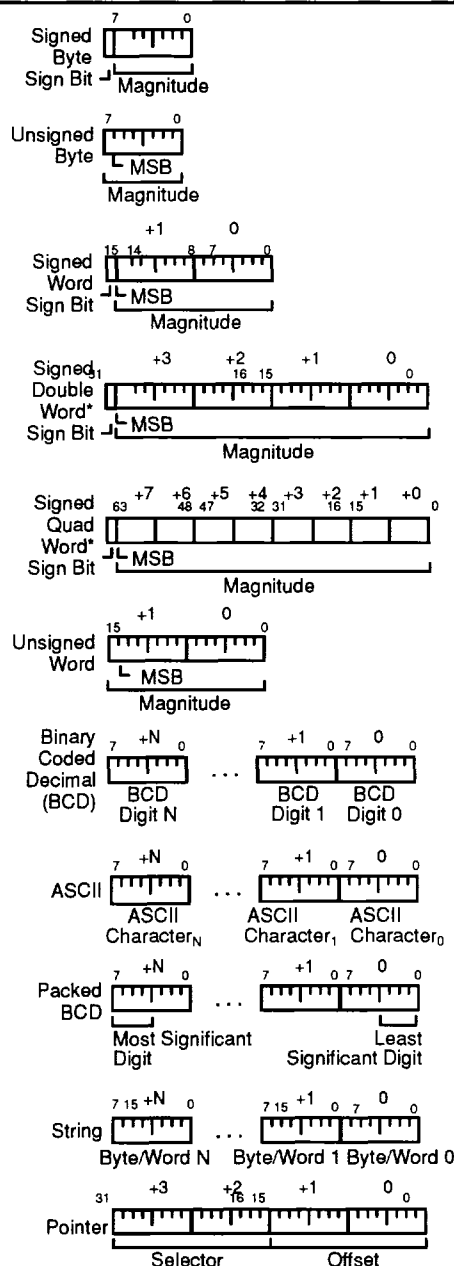 7 0
Signed
Byte
Sign Bit
Magnitude
7 0
Unsigned
Byte
MSB
Magnitude
+1 0
15 14 8 7 0
Signed
Word
Sign Bit
MSB
Magnitude
+3 +2 +1 0
31 16 15 0
Signed
Double
Word*
Sign Bit
MSB
Magnitude
+7 +6 +5 +4 +3 +2 +1 +0
63 48 47 32 31 16 15 0
Signed
Quad
Word*
Sign Bit
MSB
Magnitude
15 +1 0 0
Unsigned
Word
MSB
Magnitude
Binary
Coded
Decimal
(BCD)
7 +N 0 ... 7 +1 0 7 0 0
BCD BCD BCD
Digit N Digit 1 Digit 0
7 +N 0 ... 7 +1 0 7 0 0
ASCII
ASCII ASCII ASCII
CharacterN Character1 Character0
7 +N 0 ... 7 +1 0 7 0 0
Packed
BCD
Most Significant
Digit
Least
Significant Digit
7 15 +N 0 ... 7 15 +1 0 7 0 0
String
Byte/Word N Byte/Word 1 Byte/Word 0
31 +3 +2 16 15 +1 0 0
Pointer
Selector Offset